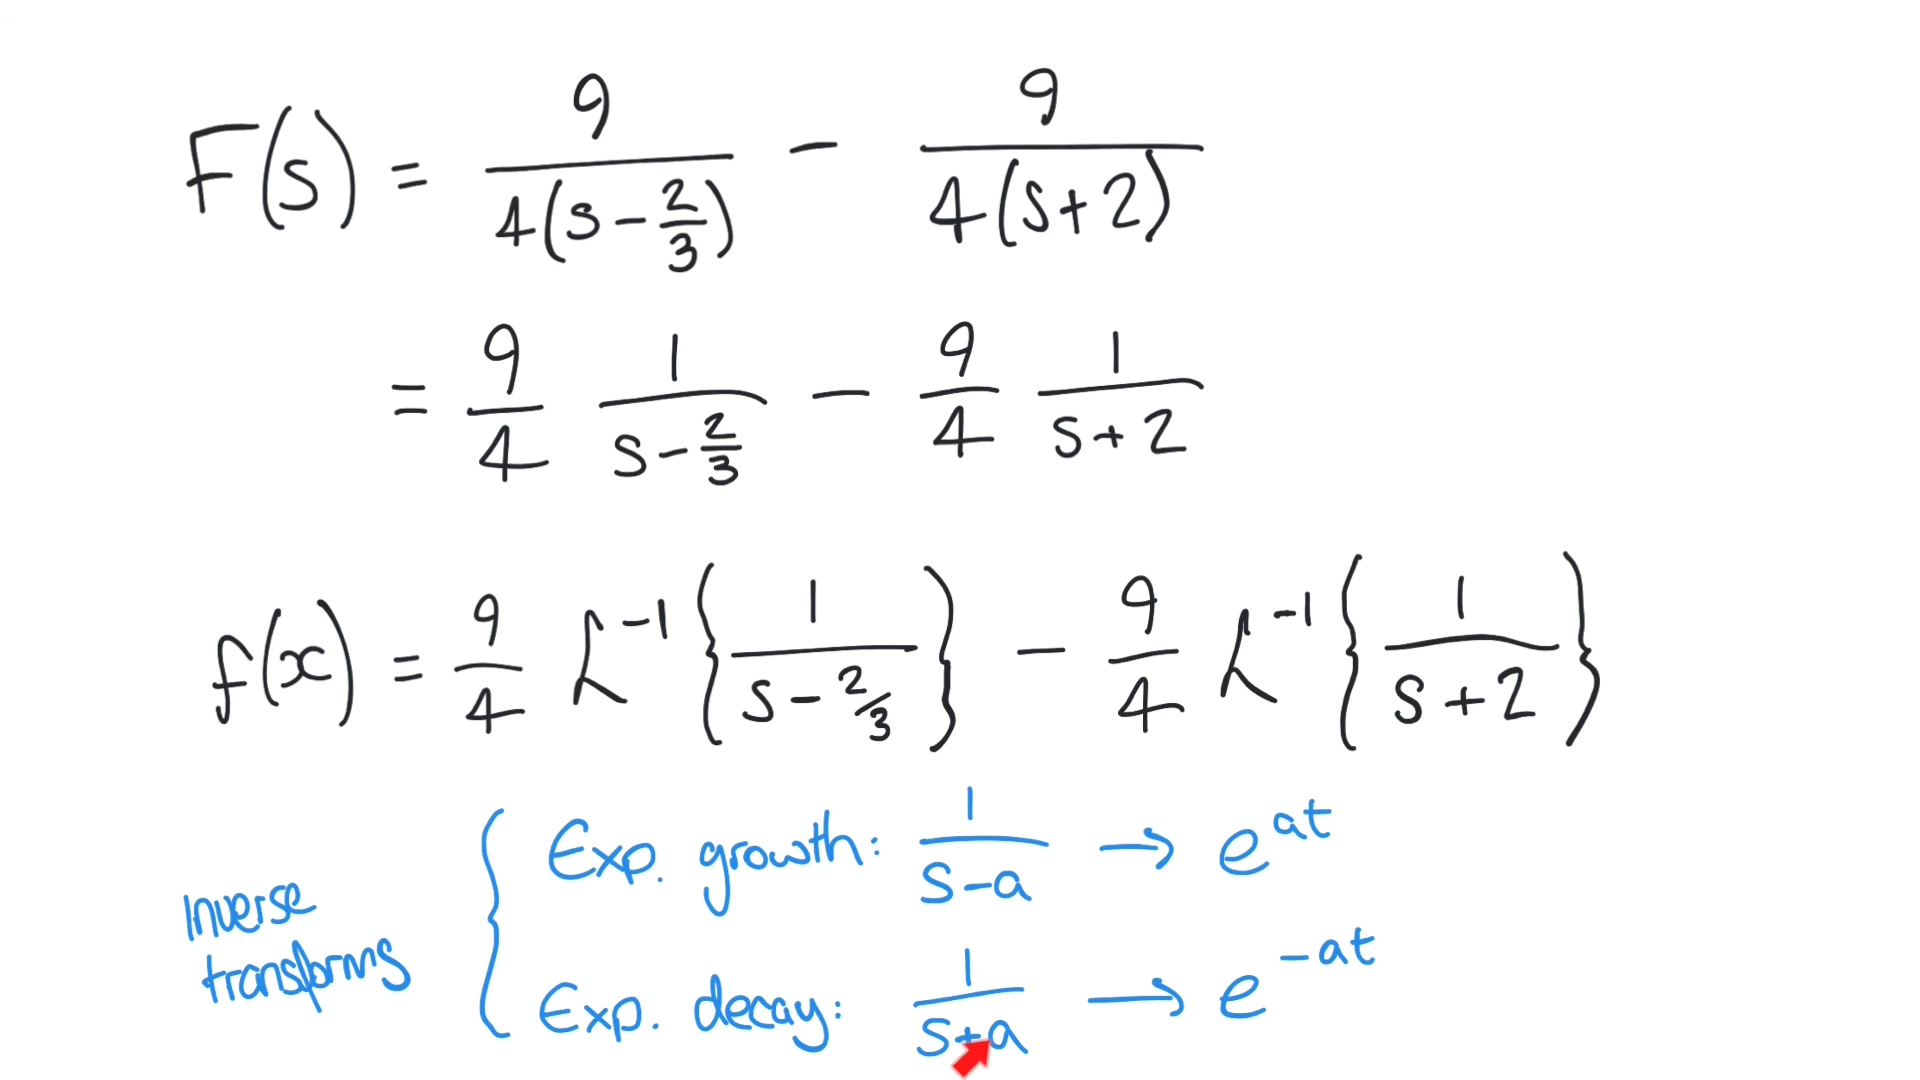 F(s) = 9/(4(s - 2/3)) - 9/(4(s+2))
= 9/4 1/(s - 2/3) - 9/4 1/(s+2)
f(x) = 9/4 ℒ^-1 {1/(s - 2/3)} - 9/4 ℒ^-1 {1/(s+2)}
Inverse transforms
Exp. growth: 1/(s-a) → e^at
Exp. decay: 1/(s+a) → e^-at